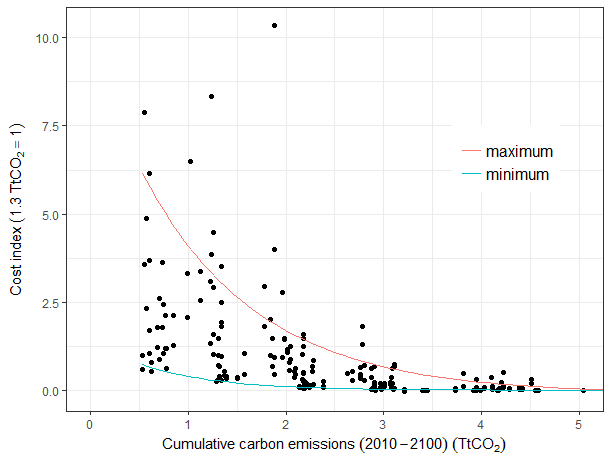 10.0
7.5
5.0
2.5
0.0
Cost index (1.3 TtCO₂ = 1)
maximum
minimum
0 1 2 3 4 5
Cumulative carbon emissions (2010 − 2100) (TtCO₂)